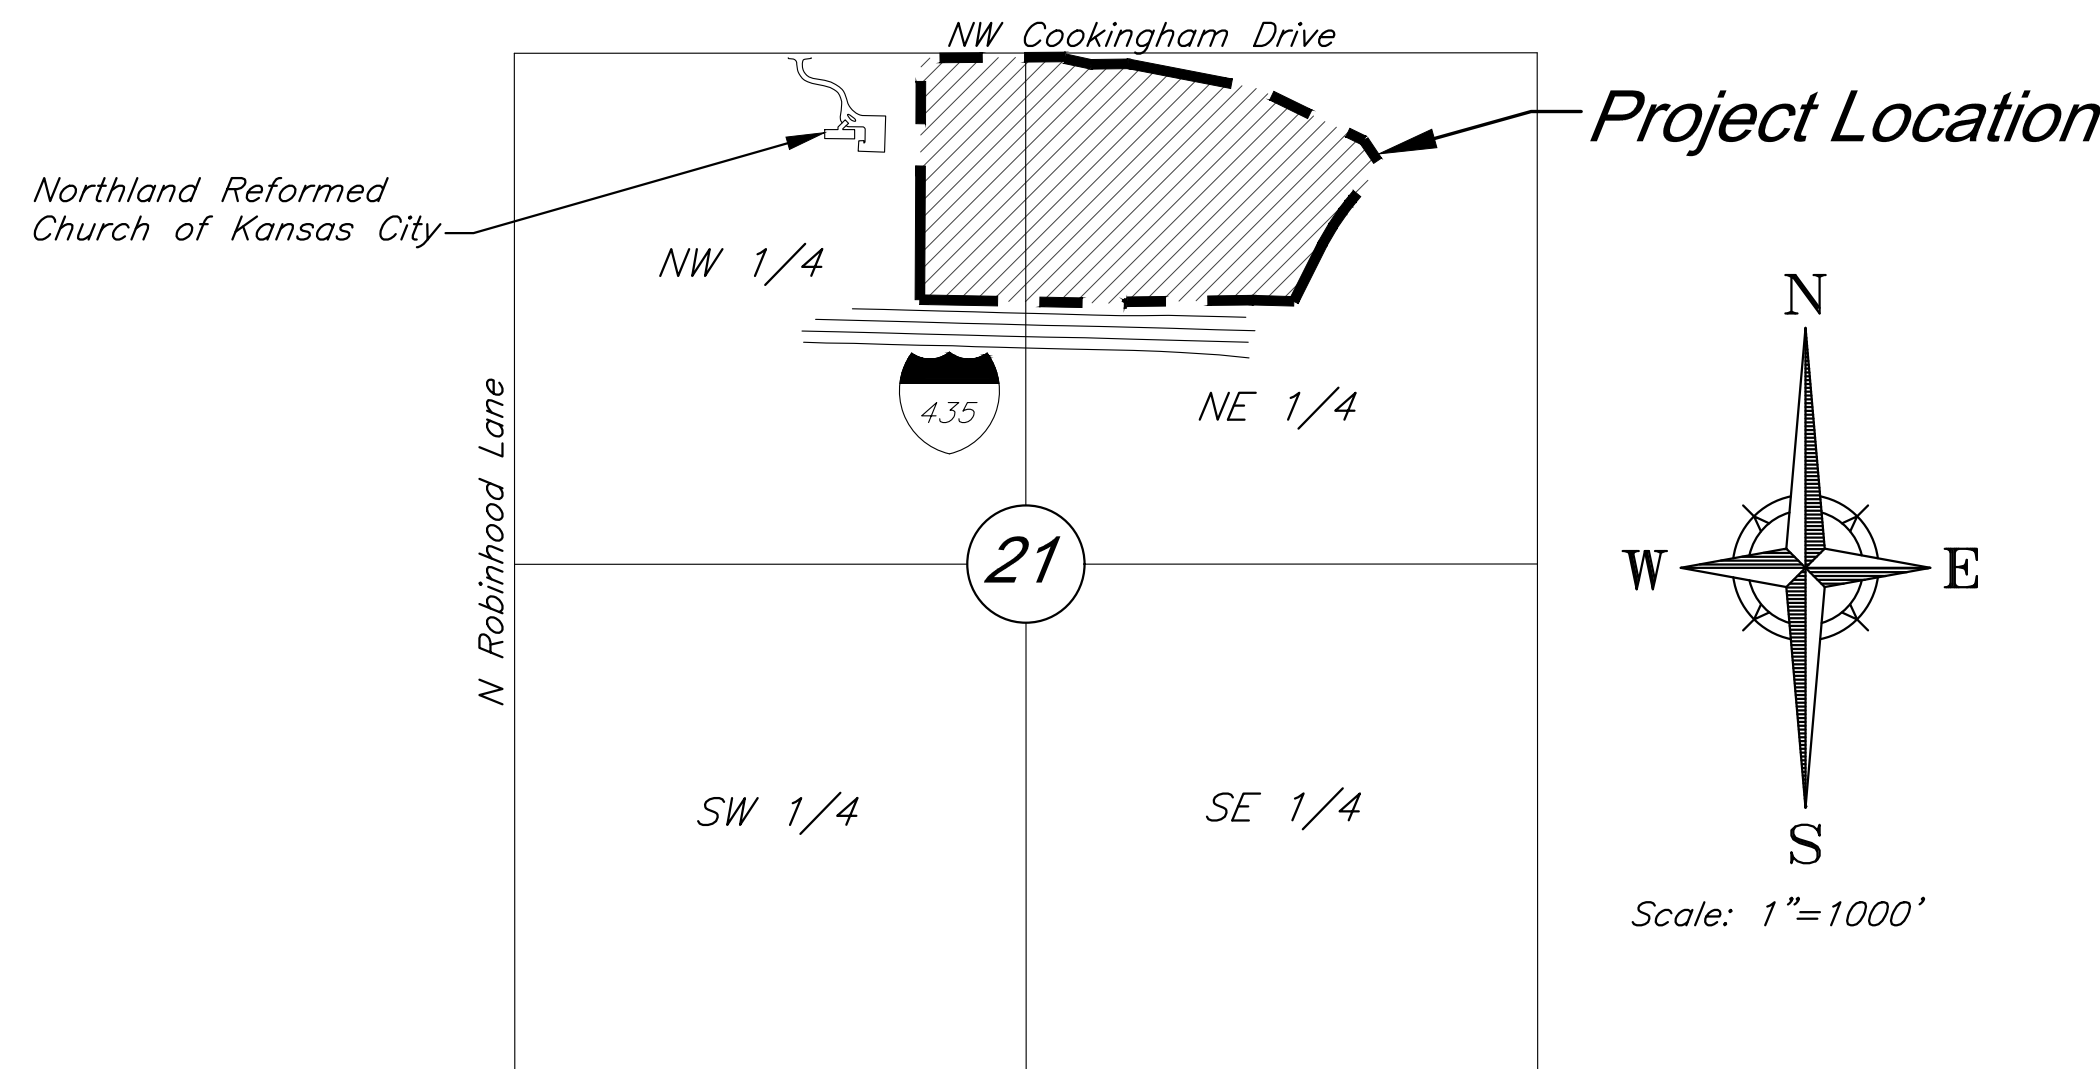 NW Cookingham Drive
Project Location
Northland Reformed
Church of Kansas City
NW 1/4
N
435
NE 1/4
N Robinhood Lane
21
W
E
SW 1/4
SE 1/4
S
Scale: 1"=1000'